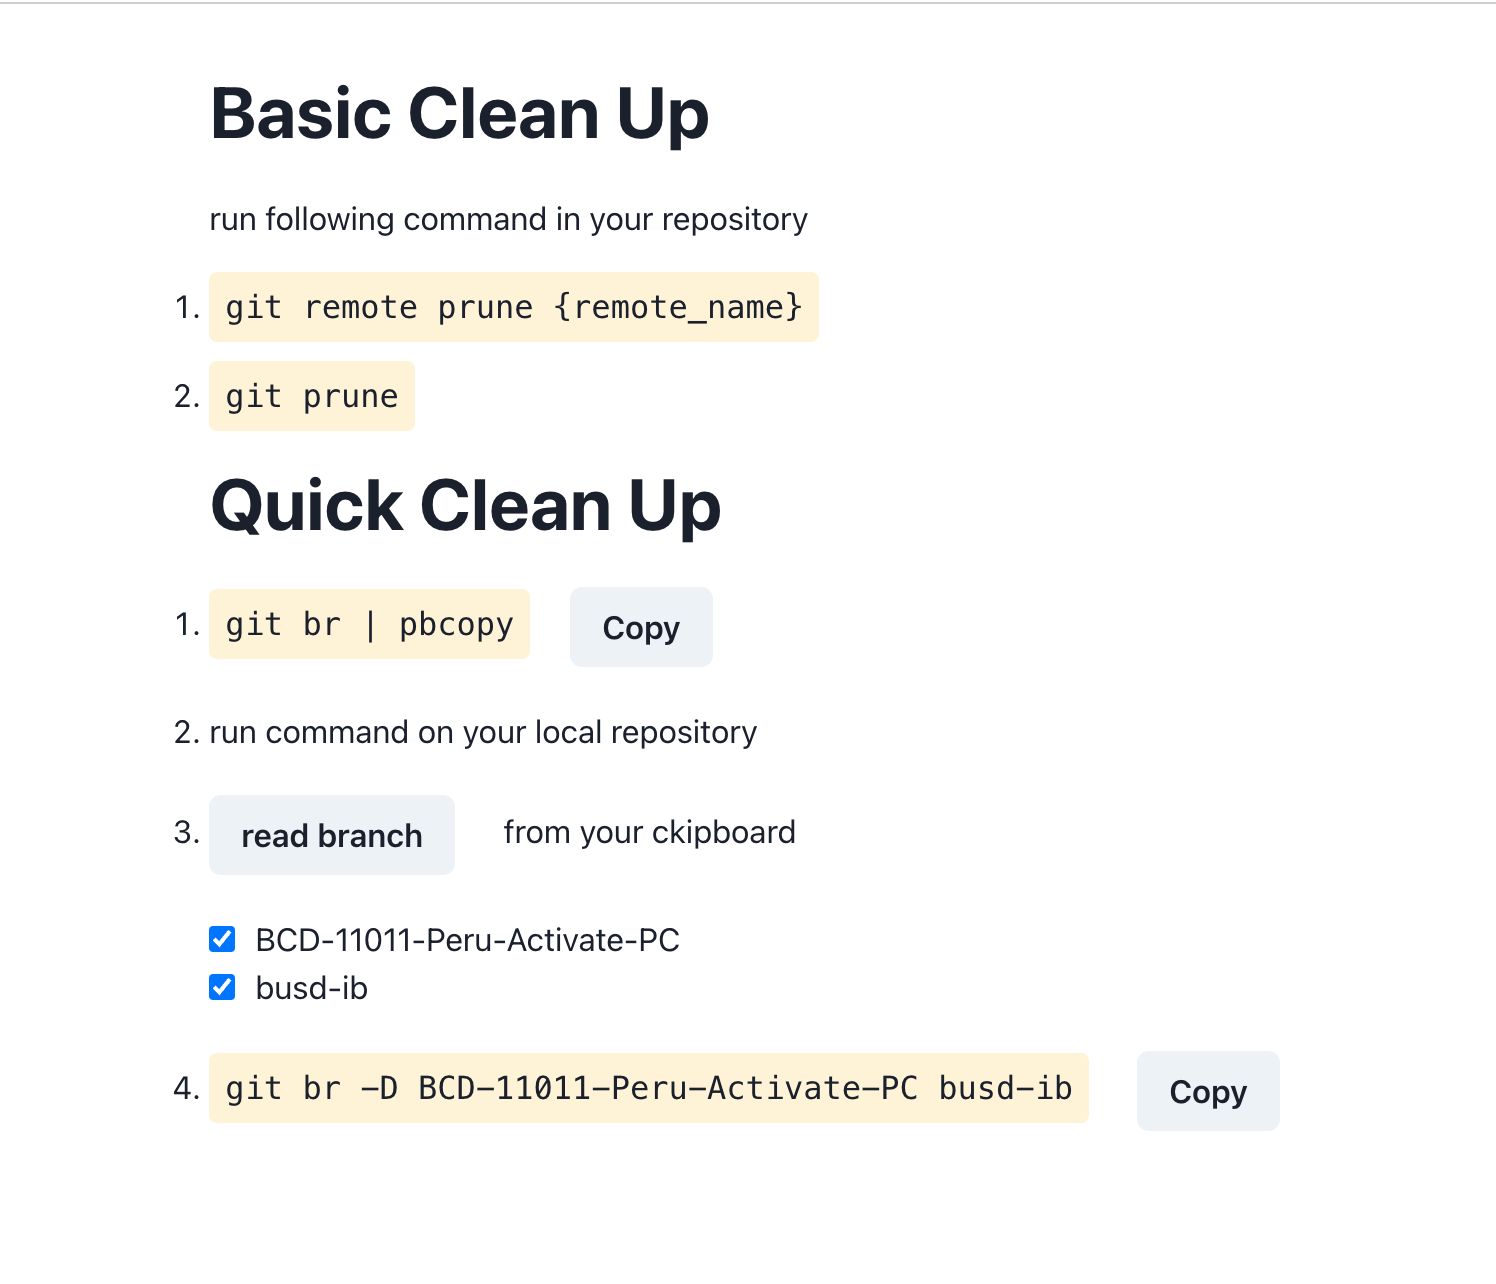 Basic Clean Up
run following command in your repository
1. git remote prune {remote_name}
2. git prune
Quick Clean Up
1. git br | pbcopy Copy
2. run command on your local repository
3. read branch from your ckipboard
BCD-11011-Peru-Activate-PC
busd-ib
4. git br -D BCD-11011-Peru-Activate-PC busd-ib Copy